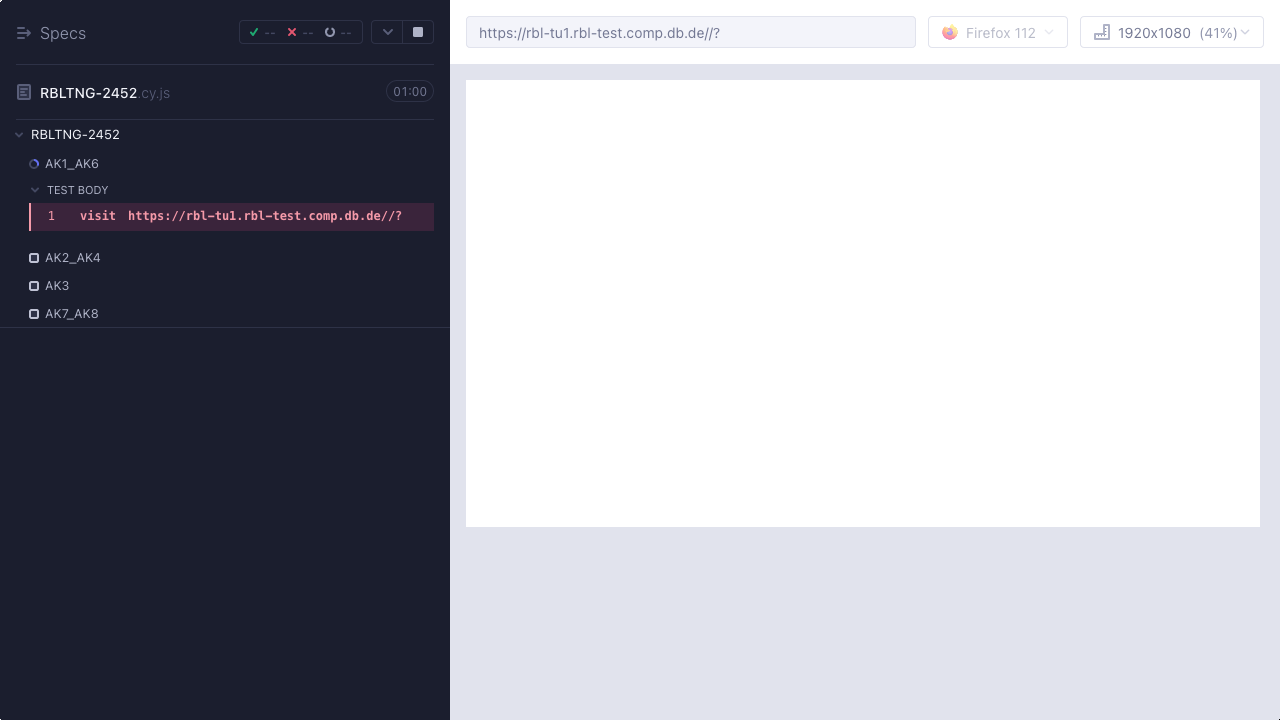 Specs
-- -- --
RBLTNG-2452.cy.js
01:00
RBLTNG-2452
AK1_AK6
TEST BODY
1 visit https://rbl-tu1.rbl-test.comp.db.de//?
AK2_AK4
AK3
AK7_AK8
https://rbl-tu1.rbl-test.comp.db.de//?
Firefox 112
1920x1080 (41%)